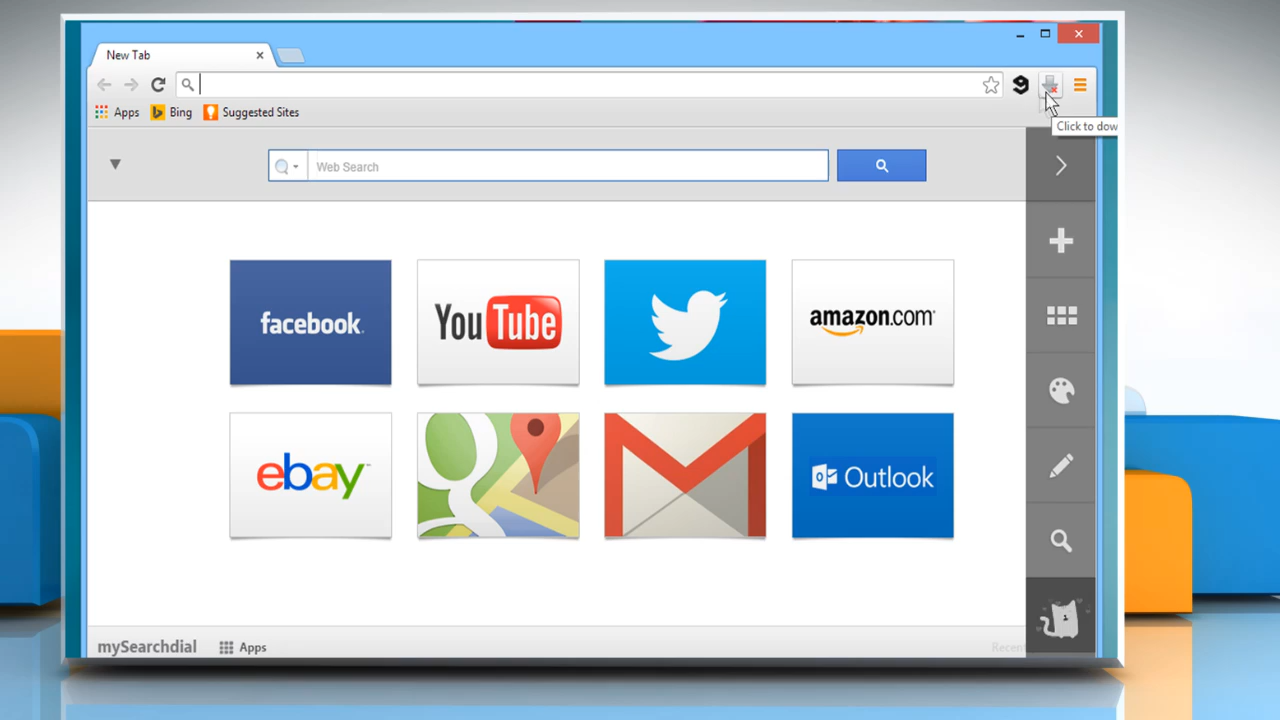 New Tab
Apps Bing Suggested Sites
Click to dow
Web Search
facebook
YouTube
amazon.com
ebay
Outlook
mySearchdial Apps
Recen